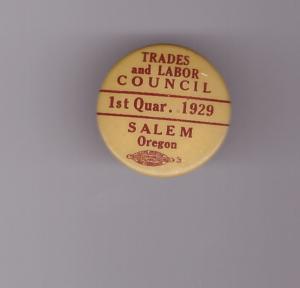 TRADES
and LABOR
COUNCIL
1st Quar. 1929
SALEM
Oregon